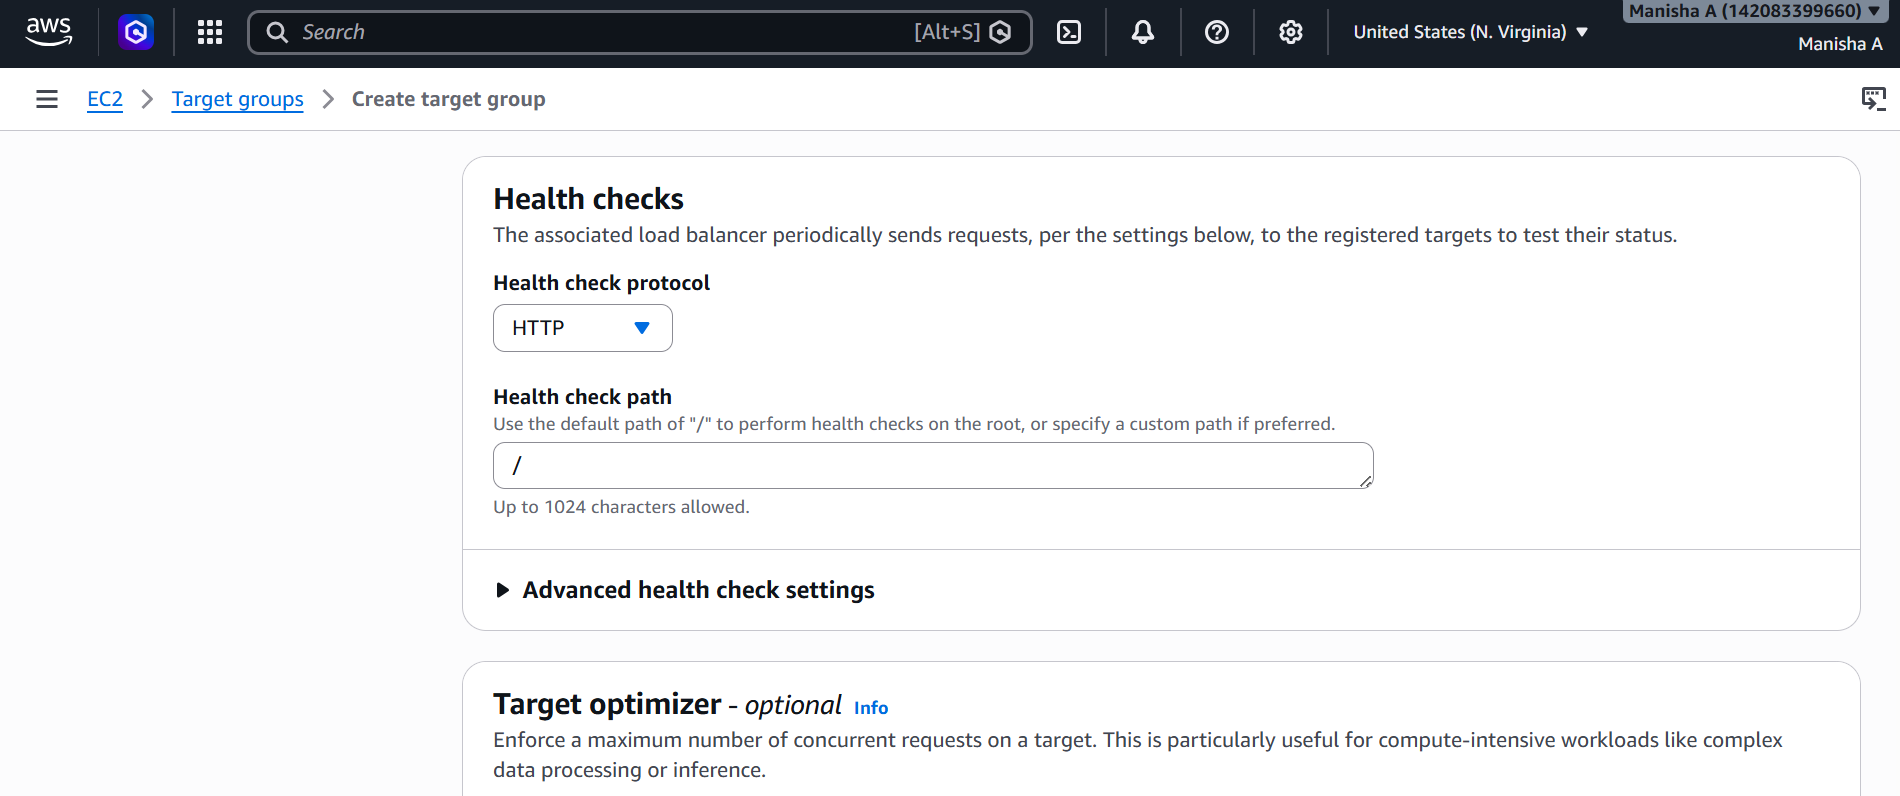 aws
Search
[Alt+S]
United States (N. Virginia)
Manisha A (142083399660)
Manisha A
EC2
Target groups
Create target group
Health checks
The associated load balancer periodically sends requests, per the settings below, to the registered targets to test their status.
Health check protocol
HTTP
Health check path
Use the default path of "/" to perform health checks on the root, or specify a custom path if preferred.
/
Up to 1024 characters allowed.
Advanced health check settings
Target optimizer - optional Info
Enforce a maximum number of concurrent requests on a target. This is particularly useful for compute-intensive workloads like complex
data processing or inference.